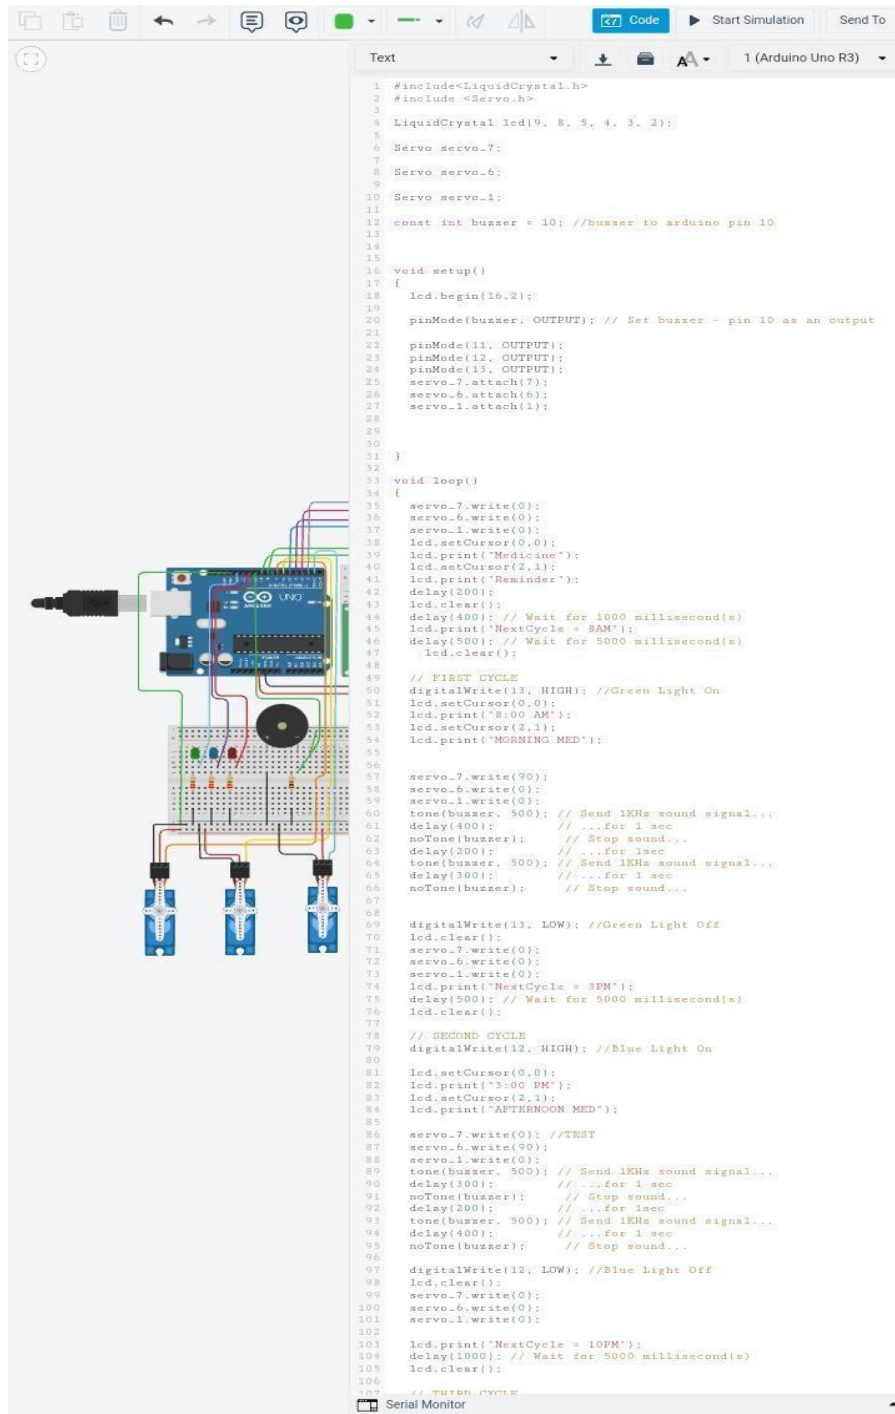 Code
Start Simulation
Send To
Text
1 (Arduino Uno R3)
1 #include<LiquidCrystal.h>
2 #include <Servo.h>
3
4 LiquidCrystal lcd(9, 8, 5, 4, 3, 2);
5
6 Servo servo_7;
7
8 Servo servo_6;
9
10 Servo servo_1;
11
12 const int buzzer = 10; //buzzer to arduino pin 10
13
14
15
16 void setup()
17 {
18 lcd.begin(16,2);
19
20 pinMode(buzzer, OUTPUT); // Set buzzer - pin 10 as an output
21
22 pinMode(11, OUTPUT);
23 pinMode(12, OUTPUT);
24 pinMode(13, OUTPUT);
25 servo_7.attach(7);
26 servo_6.attach(6);
27 servo_1.attach(1);
28
29
30
31 }
32
33 void loop()
34 {
35 servo_7.write(0);
36 servo_6.write(0);
37 servo_1.write(0);
38 lcd.setCursor(0,0);
39 lcd.print("Medicine");
40 lcd.setCursor(2,1);
41 lcd.print("Reminder");
42 delay(200);
43 lcd.clear();
44 delay(400); // Wait for 1000 millisecond(s)
45 lcd.print("NextCycle = 8AM");
46 delay(500); // Wait for 5000 millisecond(s)
47 lcd.clear();
48
49 // FIRST CYCLE
50 digitalWrite(13, HIGH); //Green Light On
51 lcd.setCursor(0,0);
52 lcd.print("8:00 AM");
53 lcd.setCursor(2,1);
54 lcd.print("MORNING MED");
55
56
57 servo_7.write(90);
58 servo_6.write(0);
59 servo_1.write(0);
60 tone(buzzer, 500); // Send 1KHz sound signal...
61 delay(400); // ...for 1 sec
62 noTone(buzzer); // Stop sound...
63 delay(200); // ...for 1sec
64 tone(buzzer, 500); // Send 1KHz sound signal...
65 delay(300); // ...for 1 sec
66 noTone(buzzer); // Stop sound...
67
68
69 digitalWrite(13, LOW); //Green Light Off
70 lcd.clear();
71 servo_7.write(0);
72 servo_6.write(0);
73 servo_1.write(0);
74 lcd.print("NextCycle = 3PM");
75 delay(500); // Wait for 5000 millisecond(s)
76 lcd.clear();
77
78 // SECOND CYCLE
79 digitalWrite(12, HIGH); //Blue Light On
80
81 lcd.setCursor(0,0);
82 lcd.print("3:00 PM");
83 lcd.setCursor(2,1);
84 lcd.print("AFTERNOON MED");
85
86 servo_7.write(0); //TEST
87 servo_6.write(90);
88 servo_1.write(0);
89 tone(buzzer, 500); // Send 1KHz sound signal...
90 delay(300); // ...for 1 sec
91 noTone(buzzer); // Stop sound...
92 delay(200); // ...for 1sec
93 tone(buzzer, 500); // Send 1KHz sound signal...
94 delay(400); // ...for 1 sec
95 noTone(buzzer); // Stop sound...
96
97 digitalWrite(12, LOW); //Blue Light Off
98 lcd.clear();
99 servo_7.write(0);
100 servo_6.write(0);
101 servo_1.write(0);
102
103 lcd.print("NextCycle = 10PM");
104 delay(1000); // Wait for 5000 millisecond(s)
105 lcd.clear();
106
107 // THIRD CYCLE
Serial Monitor
UNO
ARDUINO